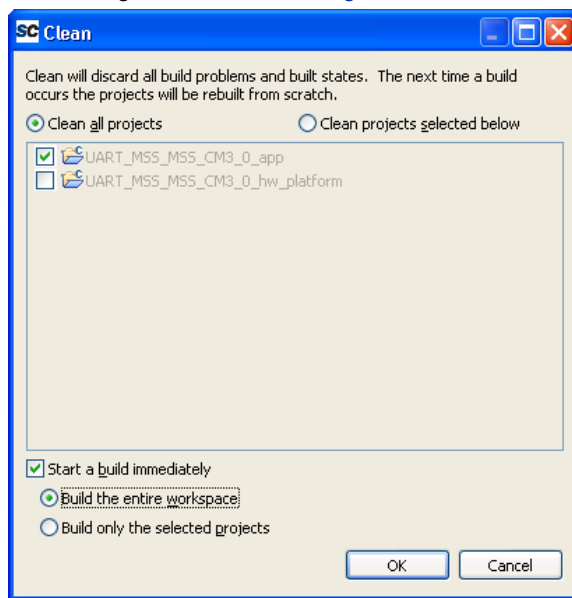 SC Clean
Clean will discard all build problems and built states. The next time a build
occurs the projects will be rebuilt from scratch.
Clean all projects Clean projects selected below
UART_MSS_MSS_CM3_0_app
UART_MSS_MSS_CM3_0_hw_platform
Start a build immediately
Build the entire workspace
Build only the selected projects
OK Cancel